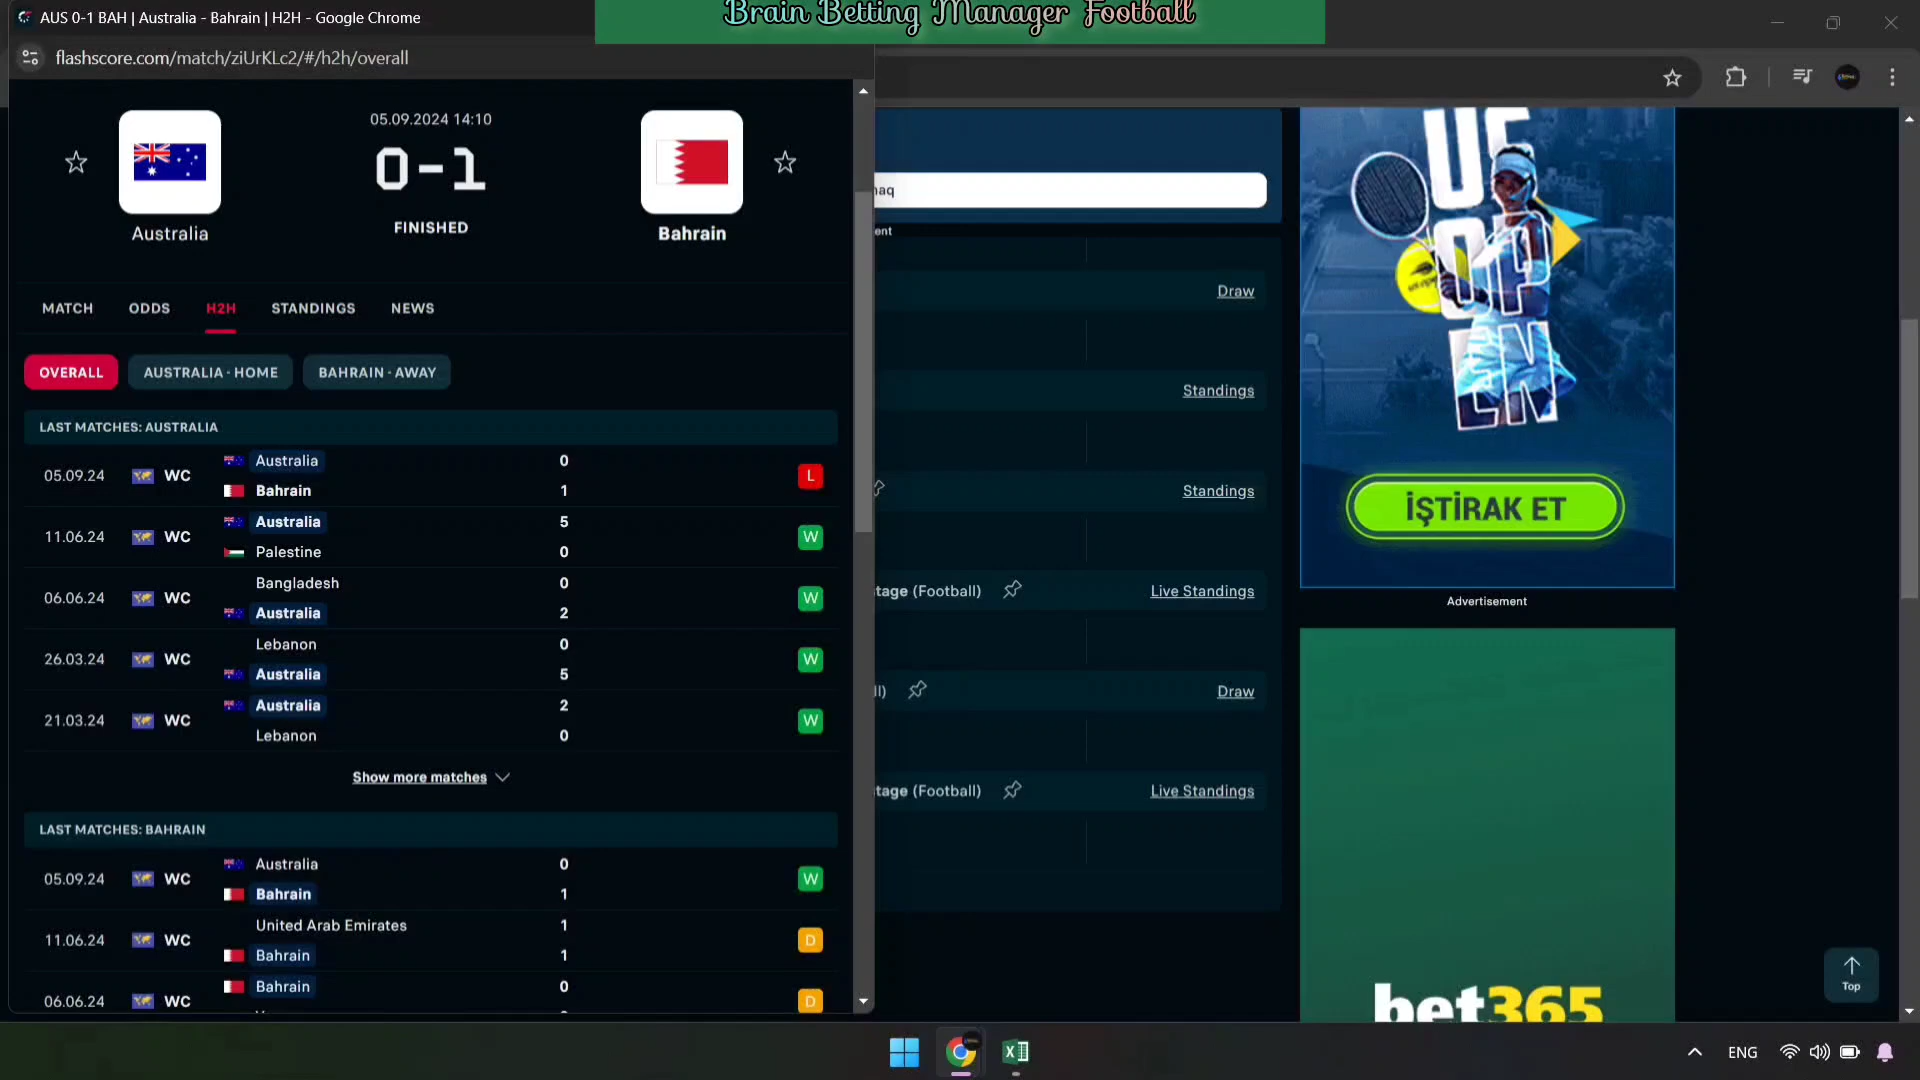 AUS 0-1 BAH | Australia - Bahrain | H2H - Google Chrome
Brain Betting Manager Football
flashscore.com/match/ziUrKLc2/#/h2h/overall
05.09.2024 14:10
0-1
FINISHED
Australia
Bahrain
MATCH ODDS H2H STANDINGS NEWS
OVERALL AUSTRALIA - HOME BAHRAIN - AWAY
LAST MATCHES: AUSTRALIA
05.09.24 WC Australia 0 L
Bahrain 1
11.06.24 WC Australia 5 W
Palestine 0
06.06.24 WC Bangladesh 0 W
Australia 2
26.03.24 WC Lebanon 0 W
Australia 5
21.03.24 WC Australia 2 W
Lebanon 0
Show more matches
LAST MATCHES: BAHRAIN
05.09.24 WC Australia 0 W
Bahrain 1
11.06.24 WC United Arab Emirates 1 D
Bahrain 1
06.06.24 WC Bahrain 0 D
naq
ent
Draw
Standings
Standings
tage (Football) Live Standings
ll) Draw
tage (Football) Live Standings
US OPEN
İŞTİRAK ET
Advertisement
bet365
Top
ENG